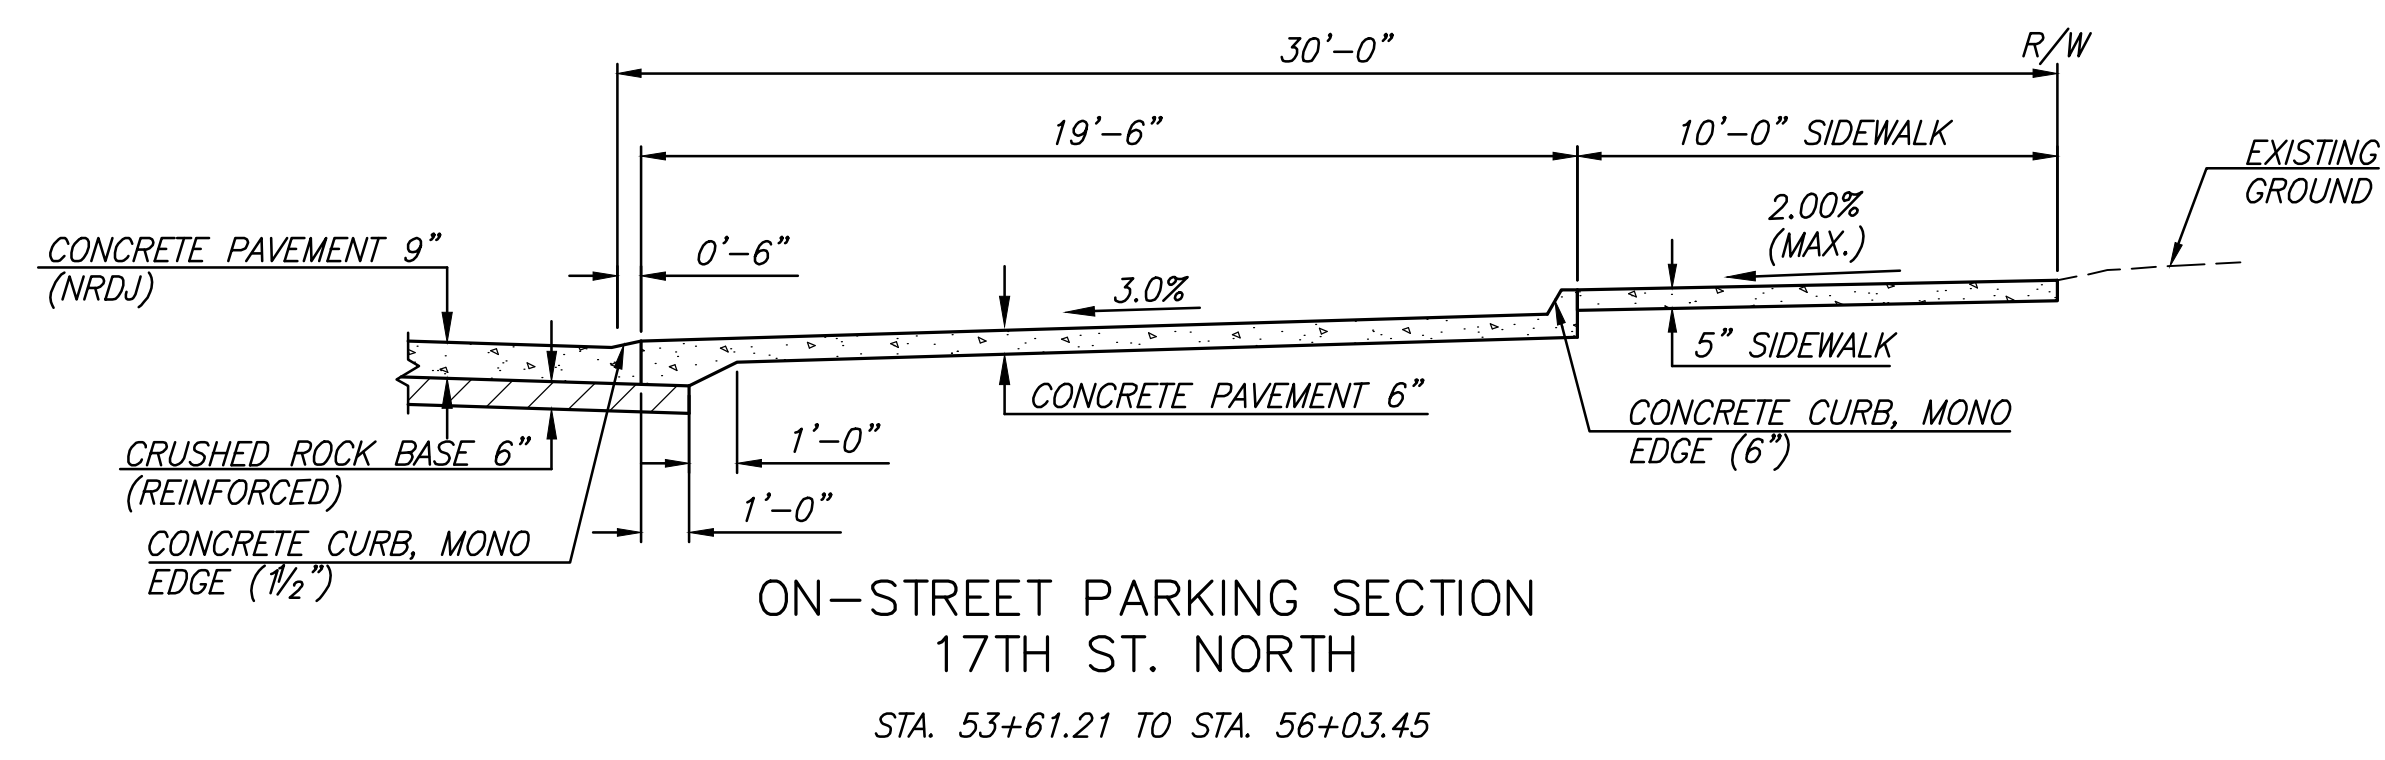 30'-0"
R/W
19'-6"
10'-0" SIDEWALK
EXISTING
GROUND
2.00%
(MAX.)
CONCRETE PAVEMENT 9"
(NRDJ)
0'-6"
3.0%
5" SIDEWALK
CONCRETE PAVEMENT 6"
CONCRETE CURB, MONO
EDGE (6")
CRUSHED ROCK BASE 6"
(REINFORCED)
1'-0"
1'-0"
CONCRETE CURB, MONO
EDGE (1½")
ON-STREET PARKING SECTION
17TH ST. NORTH
STA. 53+61.21 TO STA. 56+03.45